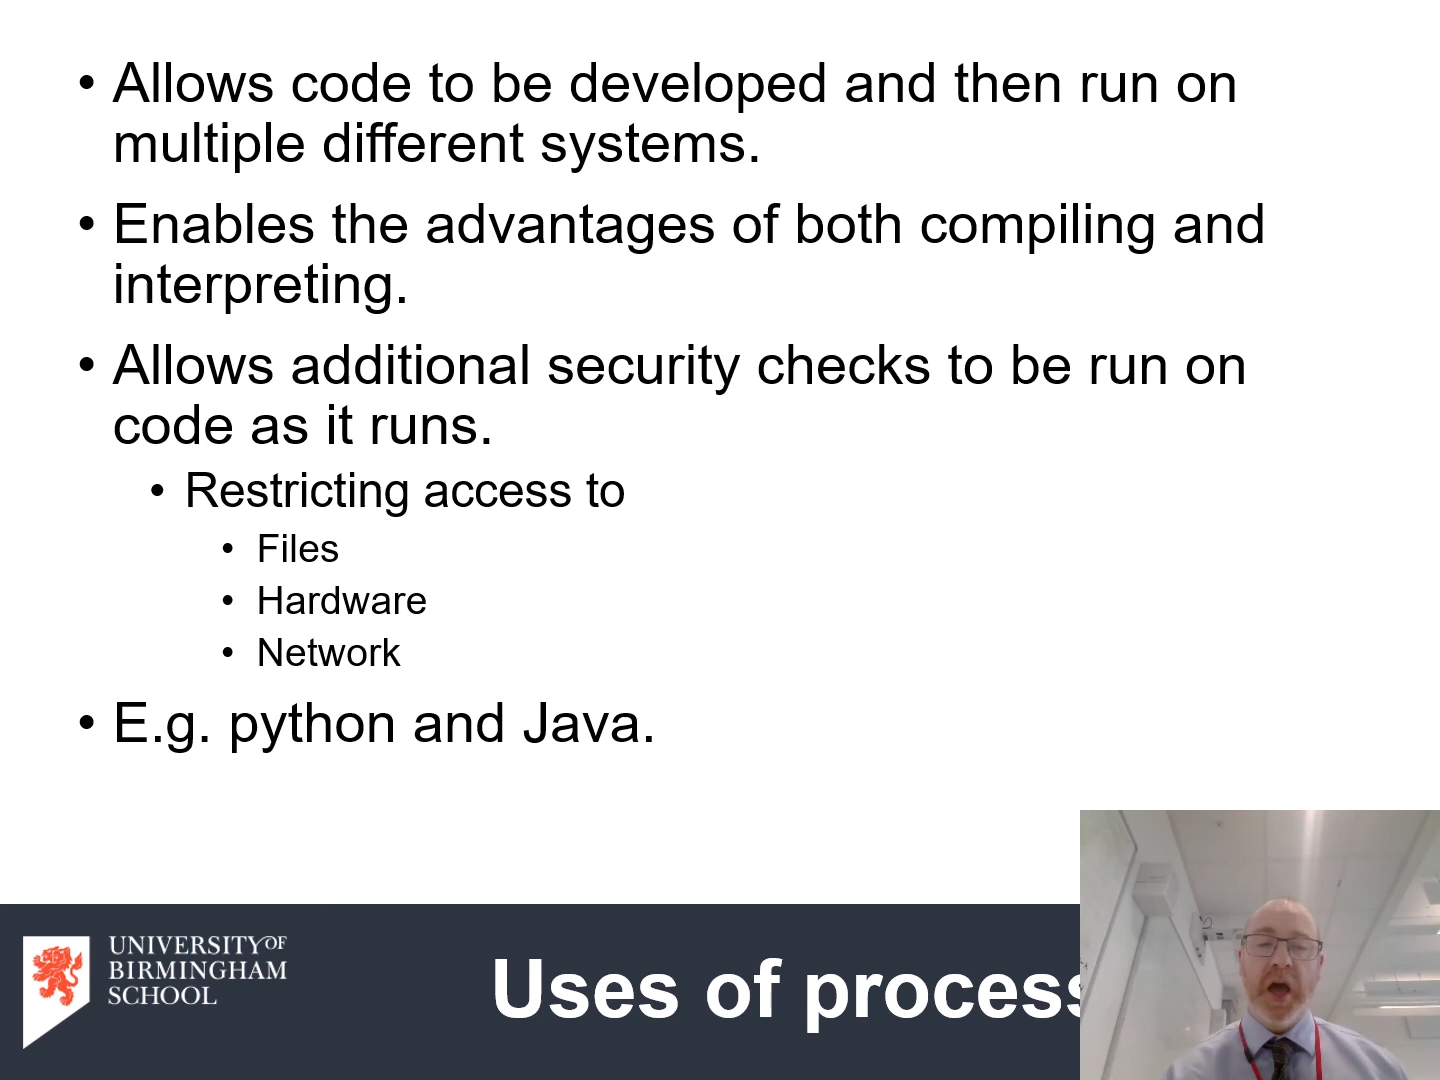 • Allows code to be developed and then run on
multiple different systems.
• Enables the advantages of both compiling and
interpreting.
• Allows additional security checks to be run on
code as it runs.
• Restricting access to
• Files
• Hardware
• Network
• E.g. python and Java.
UNIVERSITY OF
BIRMINGHAM
SCHOOL
Uses of process